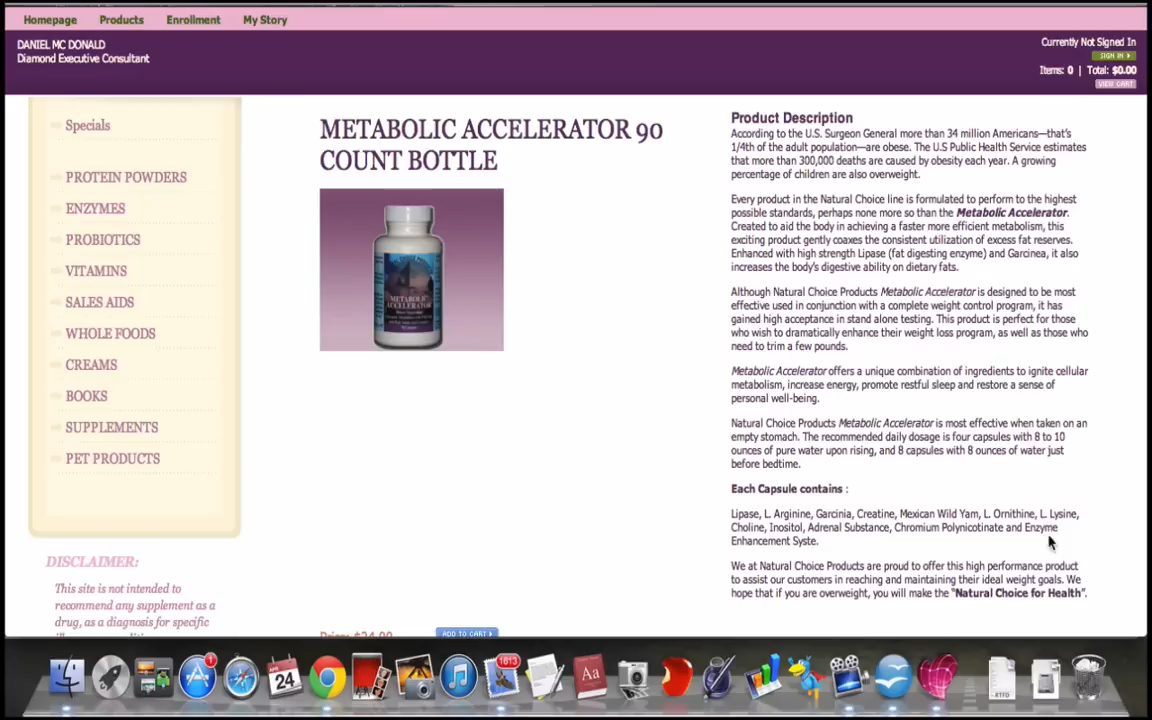 Homepage Products Enrollment My Story
DANIEL MC DONALD
Diamond Executive Consultant
Currently Not Signed In
SIGN IN
Items: 0 | Total: $0.00
VIEW CART
Specials
PROTEIN POWDERS
ENZYMES
PROBIOTICS
VITAMINS
SALES AIDS
WHOLE FOODS
CREAMS
BOOKS
SUPPLEMENTS
PET PRODUCTS
DISCLAIMER:
This site is not intended to
recommend any supplement as a
drug, as a diagnosis for specific
METABOLIC ACCELERATOR 90
COUNT BOTTLE
METABOLIC
ACCELERATOR
Price: $24.00
ADD TO CART
Product Description
According to the U.S. Surgeon General more than 34 million Americans—that's
1/4th of the adult population—are obese. The U.S Public Health Service estimates
that more than 300,000 deaths are caused by obesity each year. A growing
percentage of children are also overweight.
Every product in the Natural Choice line is formulated to perform to the highest
possible standards, perhaps none more so than the Metabolic Accelerator.
Created to aid the body in achieving a faster more efficient metabolism, this
exciting product gently coaxes the consistent utilization of excess fat reserves.
Enhanced with high strength Lipase (fat digesting enzyme) and Garcinea, it also
increases the body's digestive ability on dietary fats.
Although Natural Choice Products Metabolic Accelerator is designed to be most
effective used in conjunction with a complete weight control program, it has
gained high acceptance in stand alone testing. This product is perfect for those
who wish to dramatically enhance their weight loss program, as well as those who
need to trim a few pounds.
Metabolic Accelerator offers a unique combination of ingredients to ignite cellular
metabolism, increase energy, promote restful sleep and restore a sense of
personal well-being.
Natural Choice Products Metabolic Accelerator is most effective when taken on an
empty stomach. The recommended daily dosage is four capsules with 8 to 10
ounces of pure water upon rising, and 8 capsules with 8 ounces of water just
before bedtime.
Each Capsule contains :
Lipase, L. Arginine, Garcinia, Creatine, Mexican Wild Yam, L. Ornithine, L. Lysine,
Choline, Inositol, Adrenal Substance, Chromium Polynicotinate and Enzyme
Enhancement Syste.
We at Natural Choice Products are proud to offer this high performance product
to assist our customers in reaching and maintaining their ideal weight goals. We
hope that if you are overweight, you will make the "Natural Choice for Health".
1
APR
24
1613
Aa
RTFD